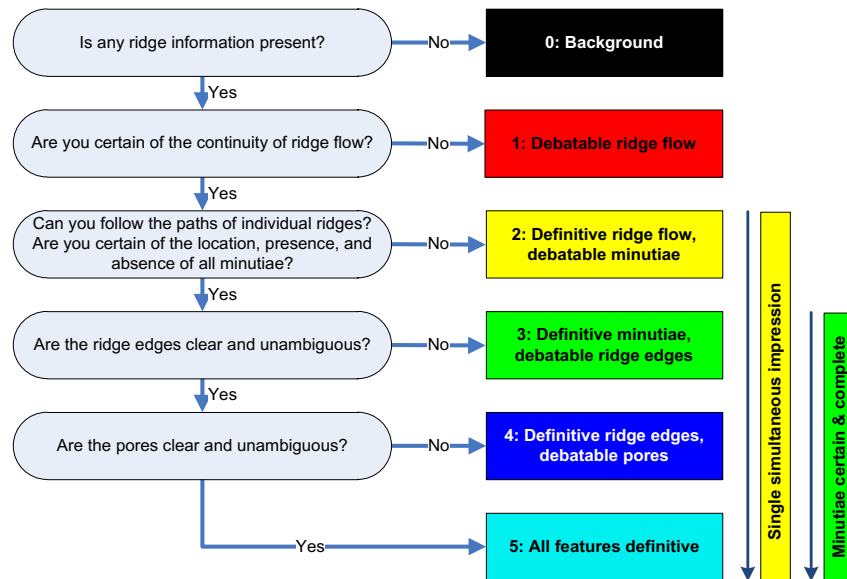 Is any ridge information present?
No
0: Background
Yes
Are you certain of the continuity of ridge flow?
No
1: Debatable ridge flow
Yes
Can you follow the paths of individual ridges?
Are you certain of the location, presence, and
absence of all minutiae?
No
2: Definitive ridge flow,
debatable minutiae
Yes
Are the ridge edges clear and unambiguous?
No
3: Definitive minutiae,
debatable ridge edges
Yes
Are the pores clear and unambiguous?
No
4: Definitive ridge edges,
debatable pores
Yes
5: All features definitive
Single simultaneous impression
Minutiae certain & complete